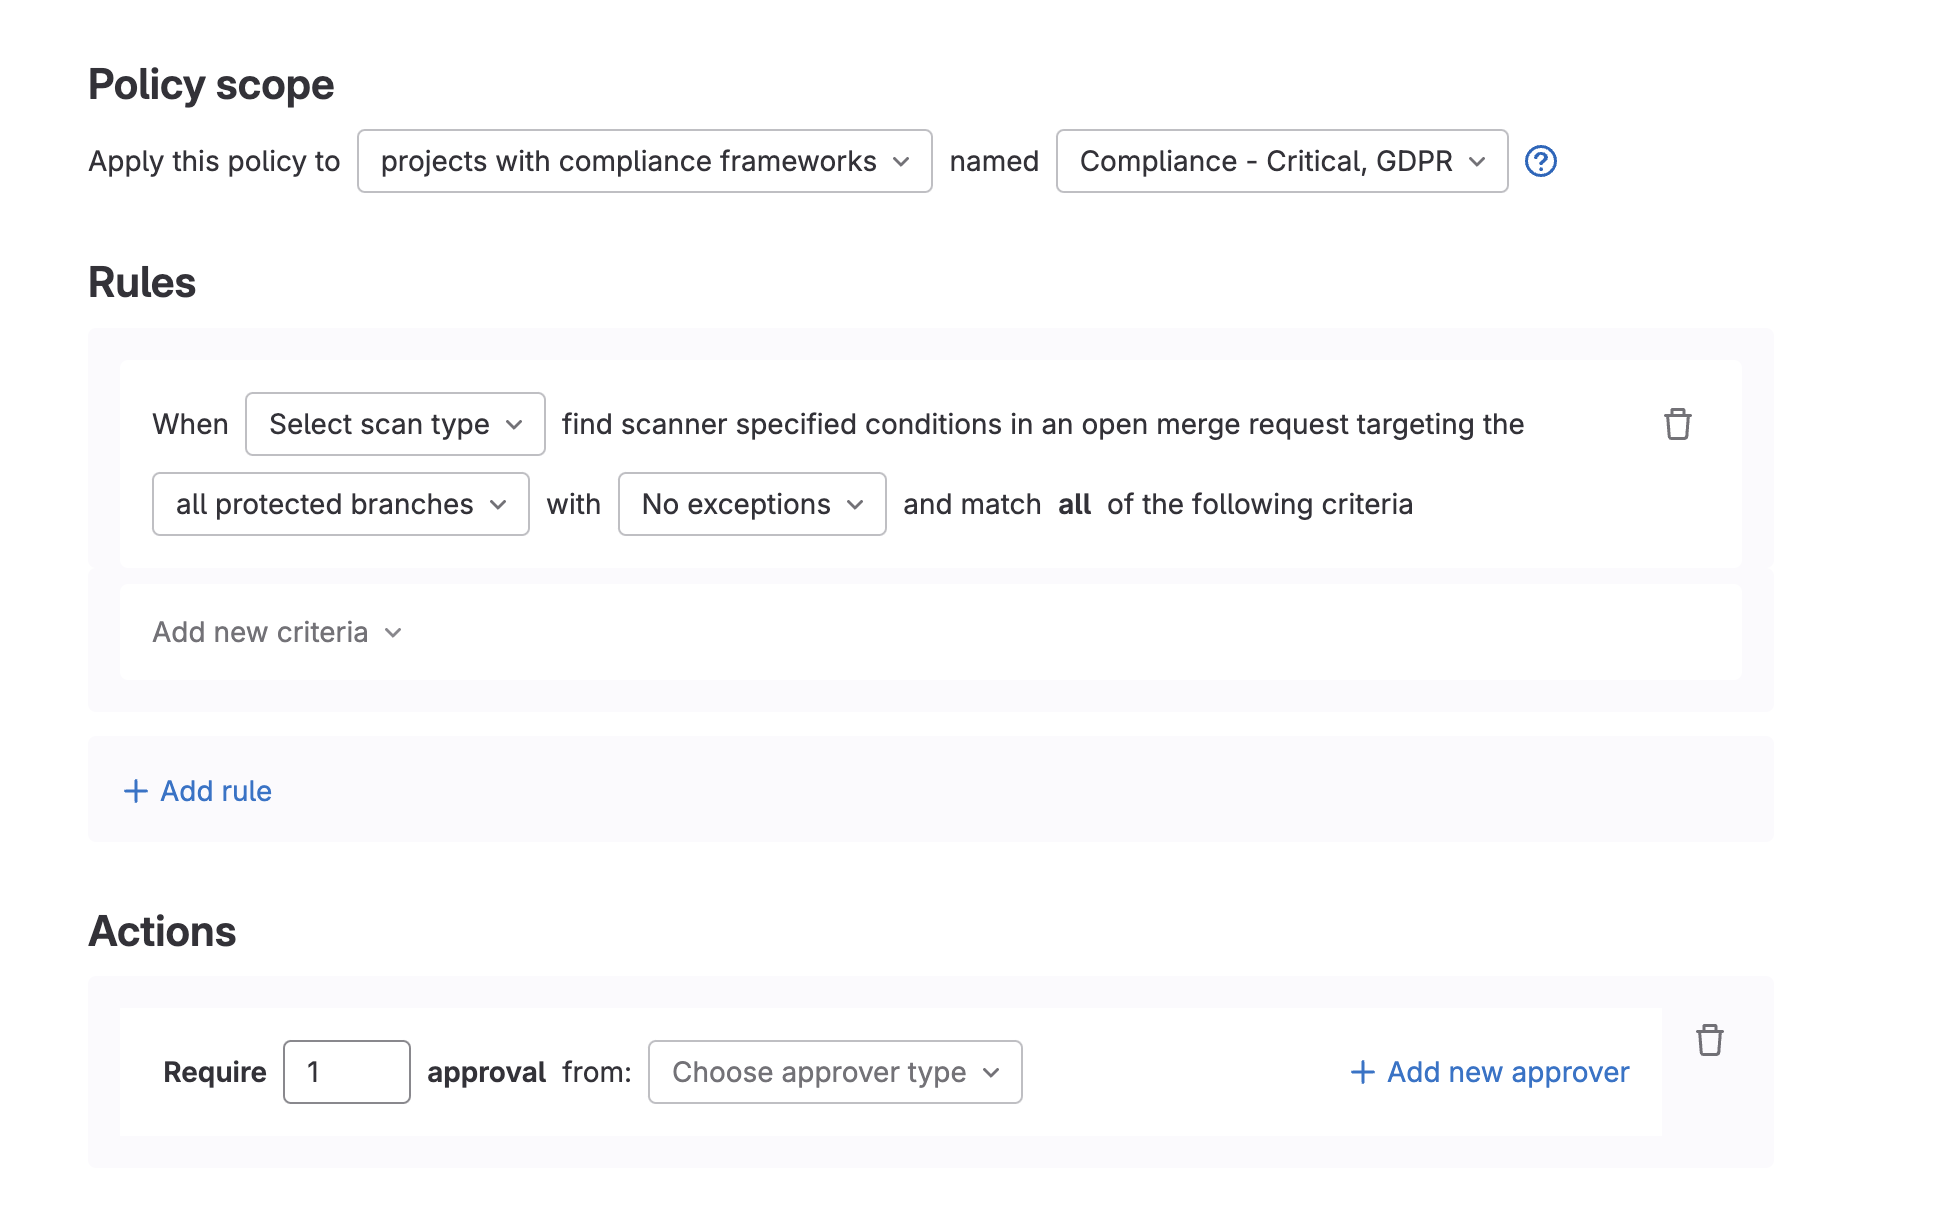 Policy scope
Apply this policy to projects with compliance frameworks named Compliance - Critical, GDPR ?
Rules
When Select scan type find scanner specified conditions in an open merge request targeting the
all protected branches with No exceptions and match all of the following criteria
Add new criteria
+ Add rule
Actions
Require 1 approval from: Choose approver type + Add new approver